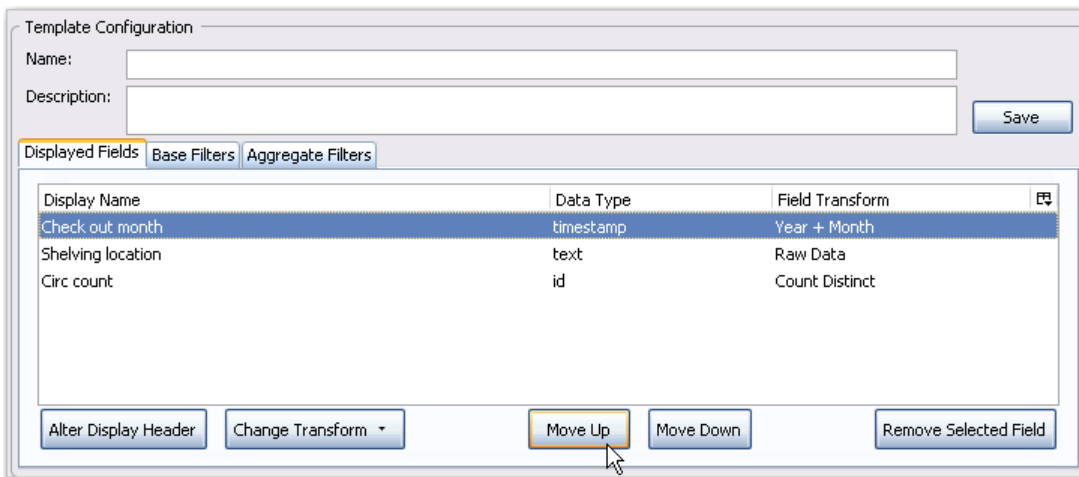 Template Configuration
Name:
Description:
Save
Displayed Fields Base Filters Aggregate Filters
Display Name Data Type Field Transform
Check out month timestamp Year + Month
Shelving location text Raw Data
Circ count id Count Distinct
Alter Display Header Change Transform Move Up Move Down Remove Selected Field